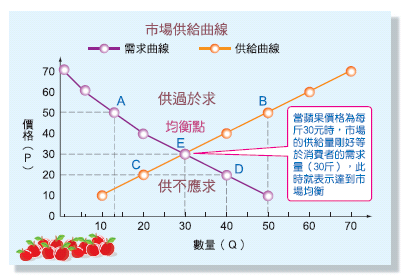 市場供給曲線
需求曲線 供給曲線
70
60
50
40
30
20
10
0
價格(P)
A
供過於求
B
均衡點
E
C
D
供不應求
當蘋果價格為每
斤30元時，市場
的供給量剛好等
於消費者的需求
量（30斤），此
時就表示達到市
場均衡
10 20 30 40 50 60 70
數量（Q）